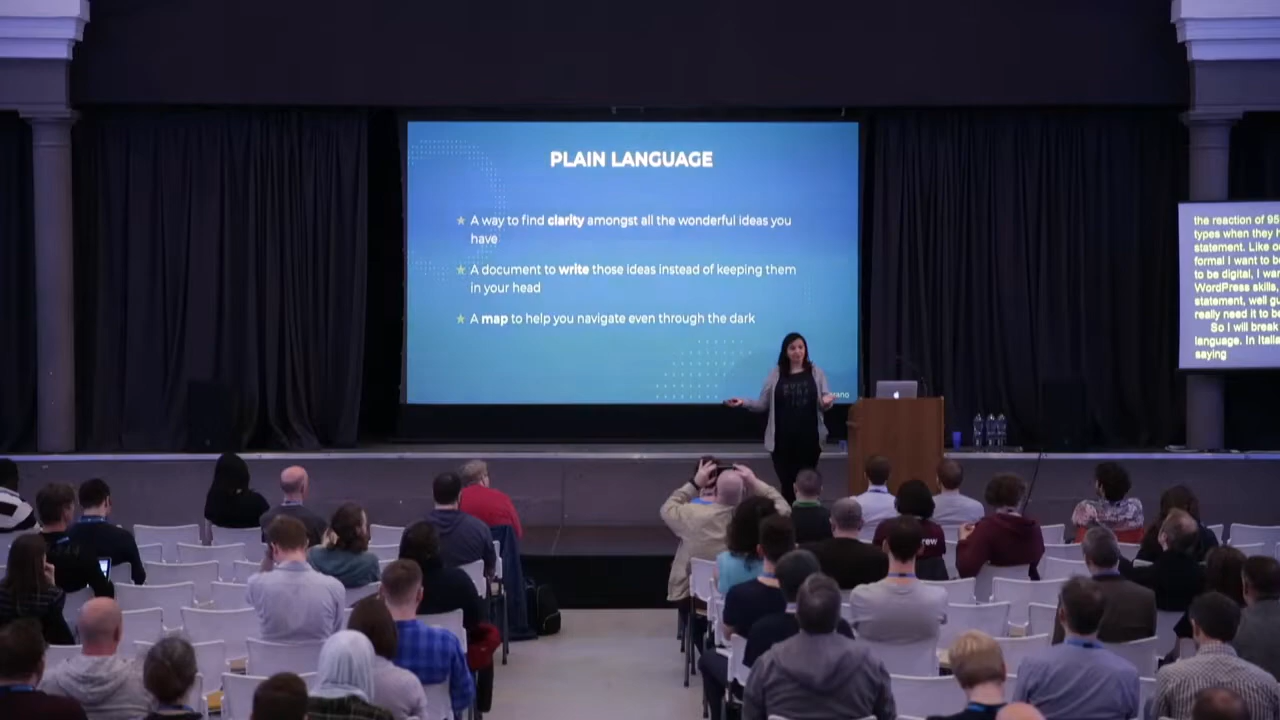 PLAIN LANGUAGE
★ A way to find clarity amongst all the wonderful ideas you
have
★ A document to write those ideas instead of keeping them
in your head
★ A map to help you navigate even through the dark
the reaction of 95
types when they
statement. Like
formal I want to
to be digital, I
WordPress skills,
statement, well
really need it to
So I will break
language. In
saying